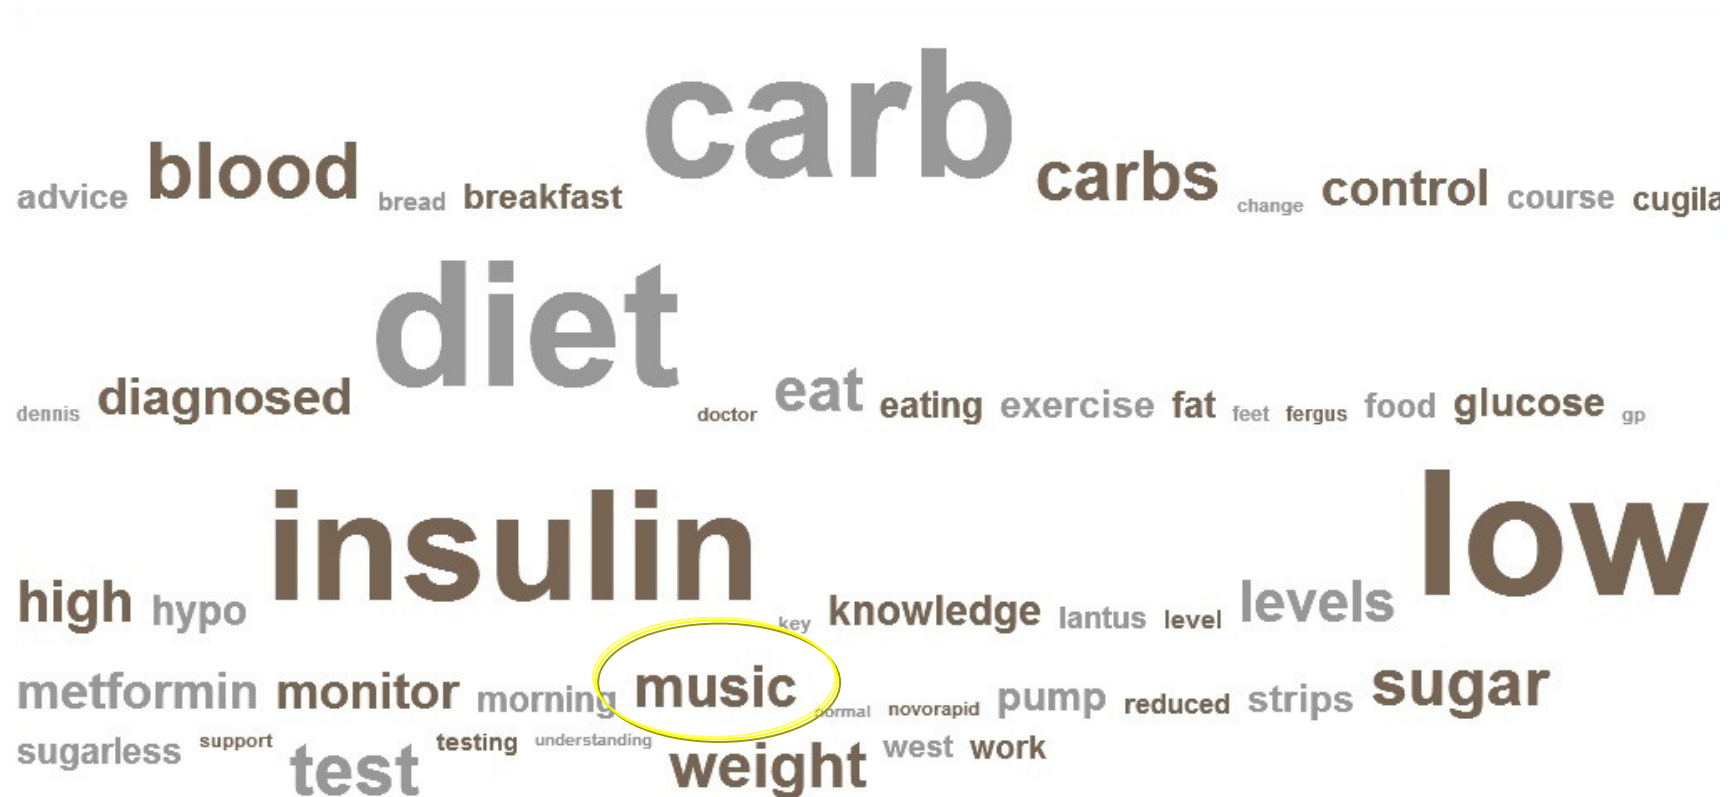 advice blood bread breakfast carb carbs change control course cugila
dennis diagnosed diet doctor eat eating exercise fat feet fergus food glucose gp
high hypo insulin key knowledge lantus level levels low
metformin monitor morning music normal novorapid pump reduced strips sugar
sugarless support test testing understanding weight west work